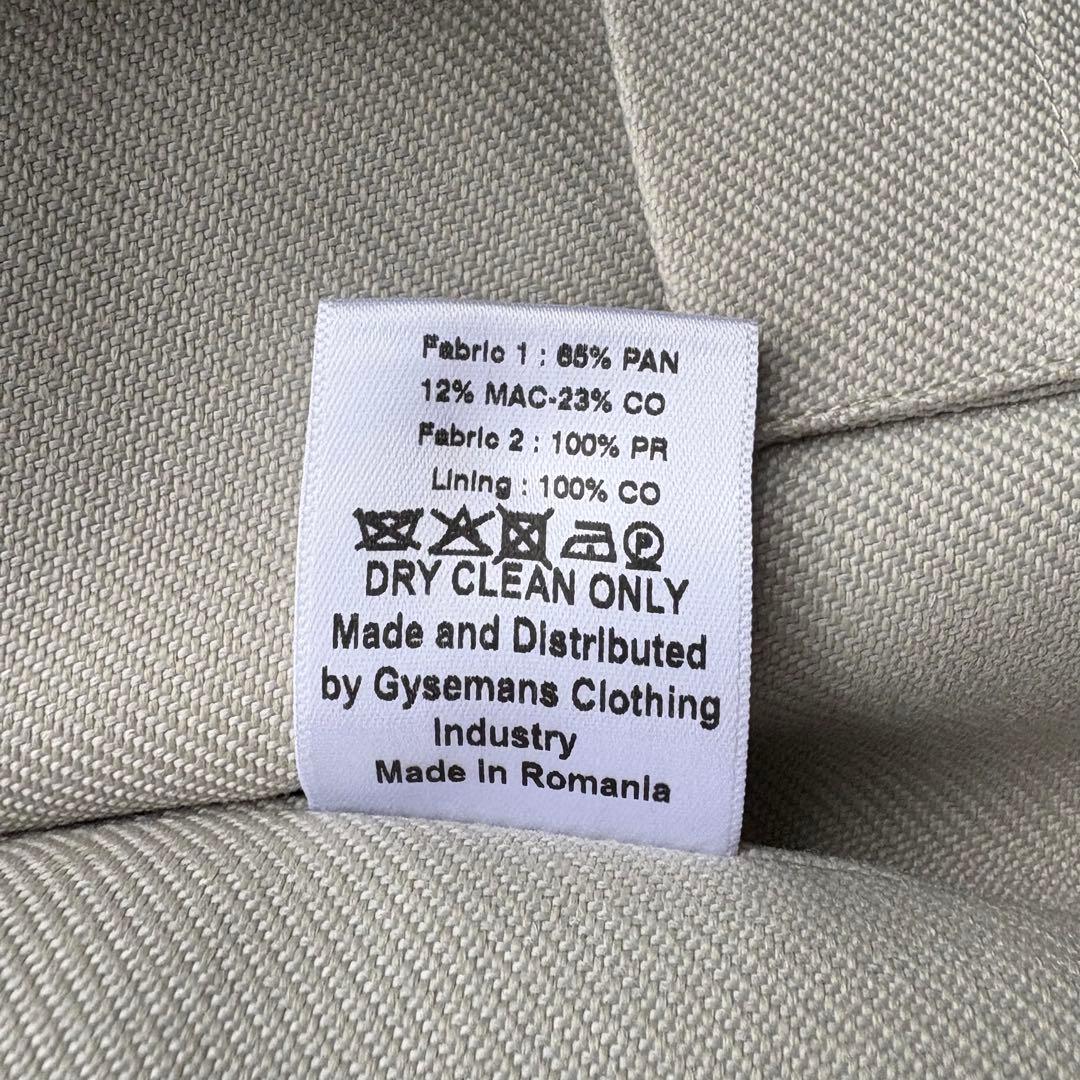 Fabric 1 : 65% PAN
12% MAC-23% CO
Fabric 2 : 100% PR
Lining : 100% CO
P
DRY CLEAN ONLY
Made and Distributed
by Gysemans Clothing
Industry
Made in Romania